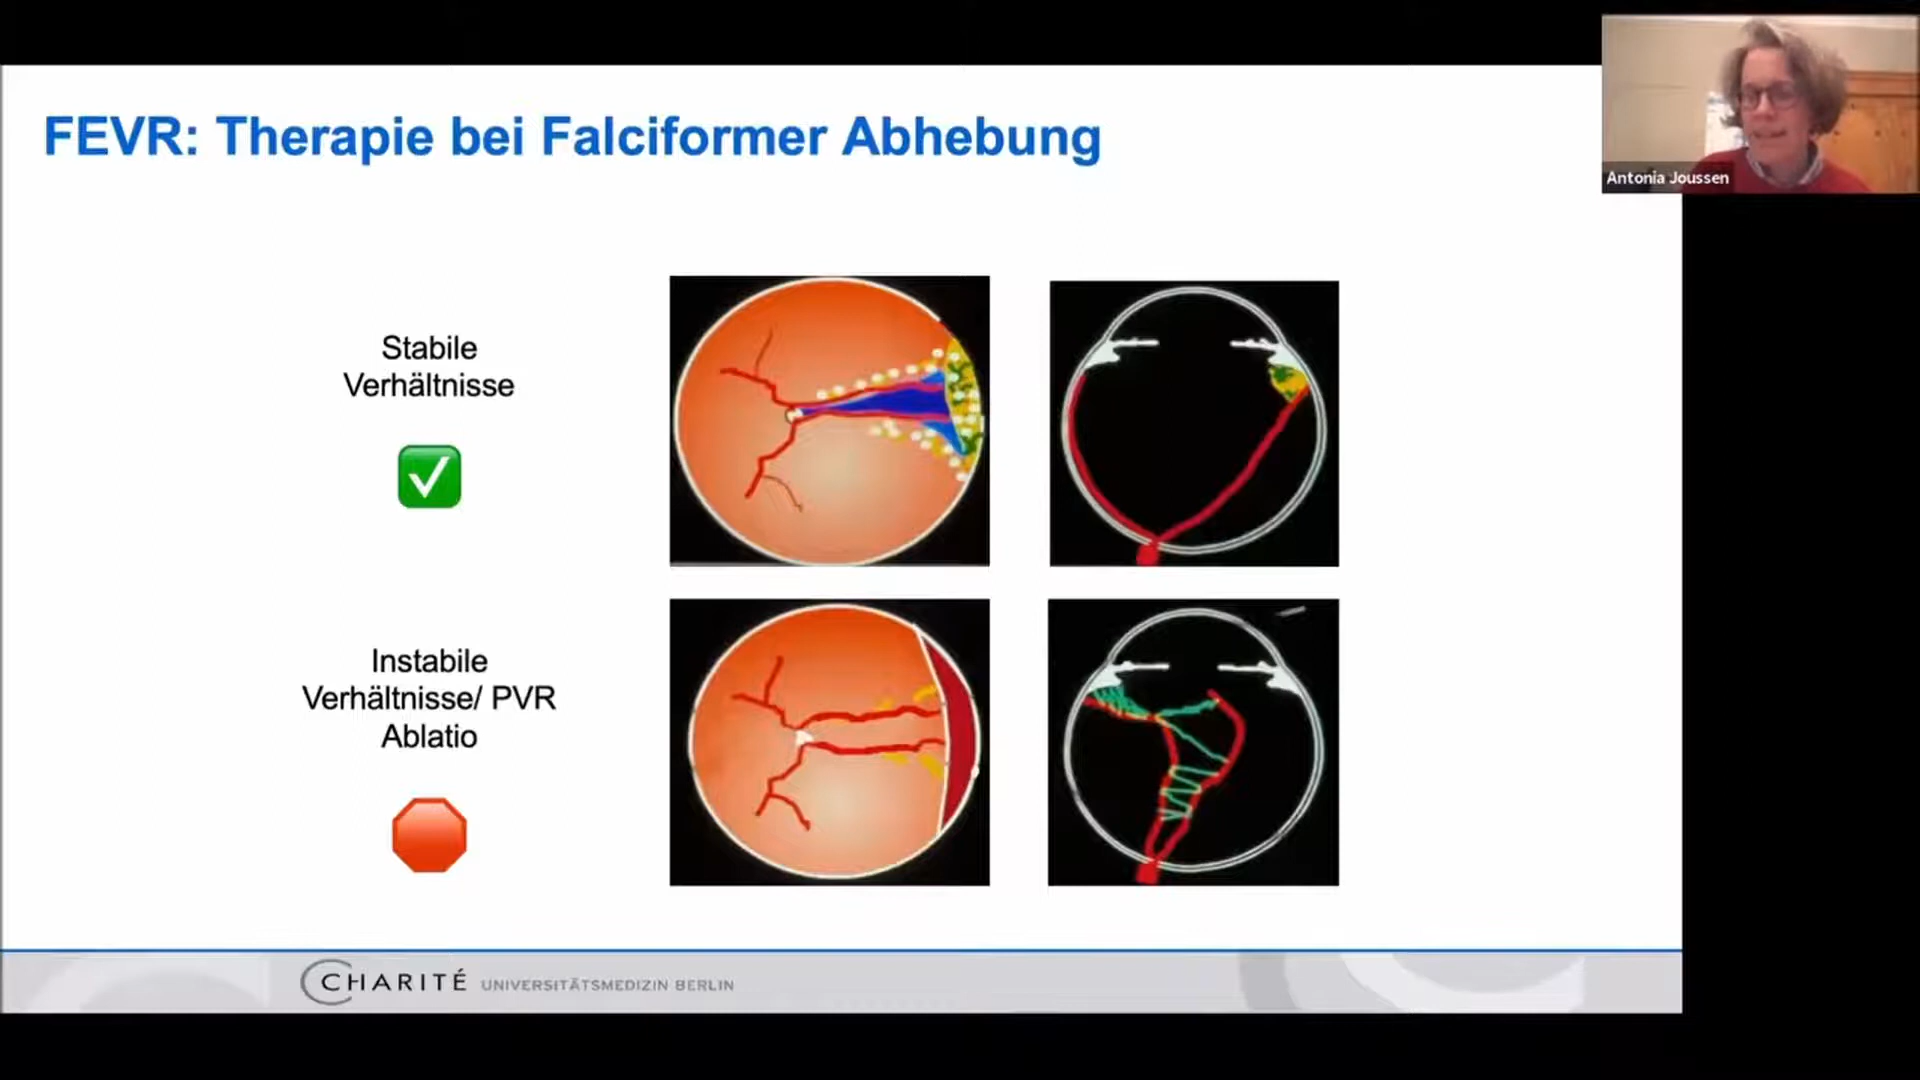 FEVR: Therapie bei Falciformer Abhebung
Antonia Joussen
Stabile
Verhältnisse
Instabile
Verhältnisse/ PVR
Ablatio
CHARITÉ UNIVERSITÄTSMEDIZIN BERLIN